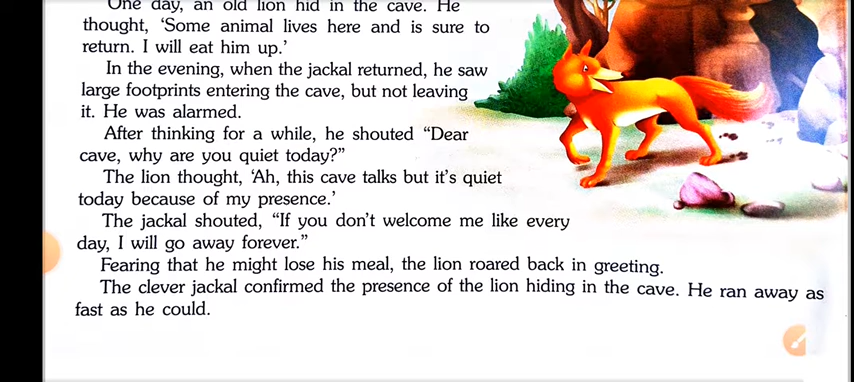 One day, an old lion hid in the cave. He
thought, ‘Some animal lives here and is sure to
return. I will eat him up.’
In the evening, when the jackal returned, he saw
large footprints entering the cave, but not leaving
it. He was alarmed.
After thinking for a while, he shouted “Dear
cave, why are you quiet today?”
The lion thought, ‘Ah, this cave talks but it’s quiet
today because of my presence.’
The jackal shouted, “If you don’t welcome me like every
day, I will go away forever.”
Fearing that he might lose his meal, the lion roared back in greeting.
The clever jackal confirmed the presence of the lion hiding in the cave. He ran away as
fast as he could.